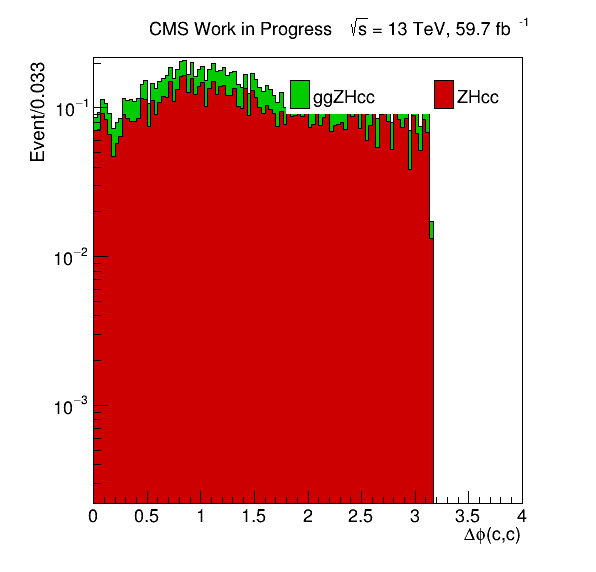 CMS Work in Progress √s = 13 TeV, 59.7 fb⁻¹
Event/0.033
ggZHcc ZHcc
10⁻¹
10⁻²
10⁻³
0 0.5 1 1.5 2 2.5 3 3.5 4
Δϕ(c,c)